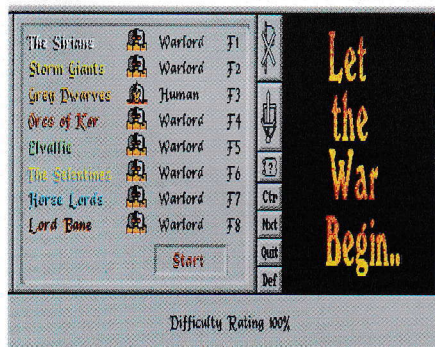 The Sirians Warlord F1
Storm Giants Warlord F2
Grey Dwarves Human F3
Orcs of Kor Warlord F4
Elvallie Warlord F5
The Selentines Warlord F6
Horse Lords Warlord F7
Lord Bane Warlord F8
Start
Ctr
Nxt
Quit
Def
Let
the
War
Begin..
Difficulty Rating 100%